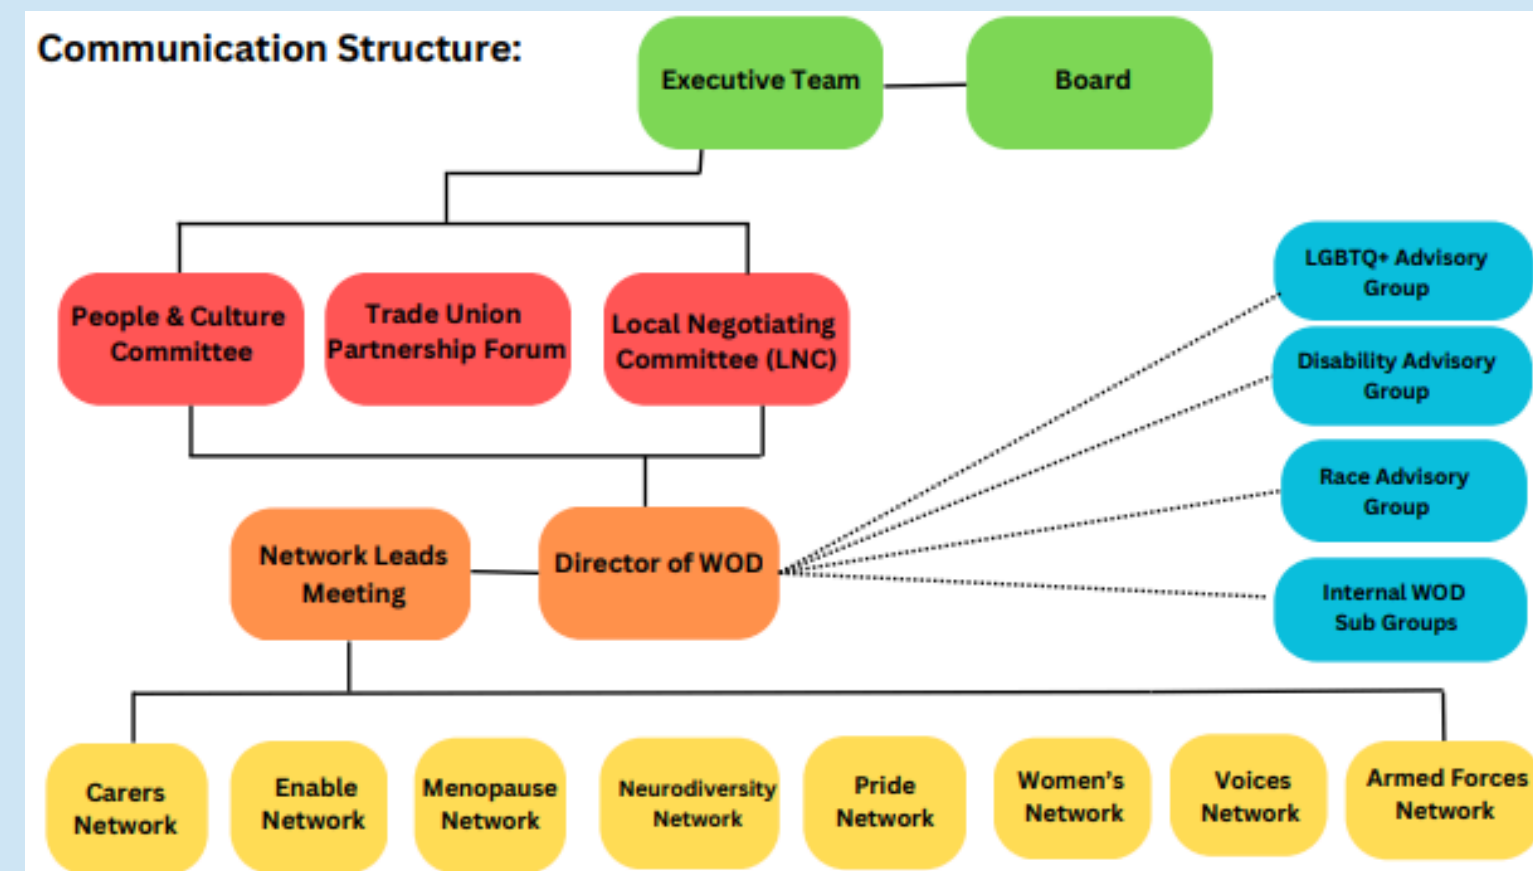 Communication Structure:
Executive Team
Board
People & Culture
Committee
Trade Union
Partnership Forum
Local Negotiating
Committee (LNC)
LGBTQ+ Advisory
Group
Disability Advisory
Group
Race Advisory
Group
Internal WOD
Sub Groups
Network Leads
Meeting
Director of WOD
Carers
Network
Enable
Network
Menopause
Network
Neurodiversity
Network
Pride
Network
Women's
Network
Voices
Network
Armed Forces
Network